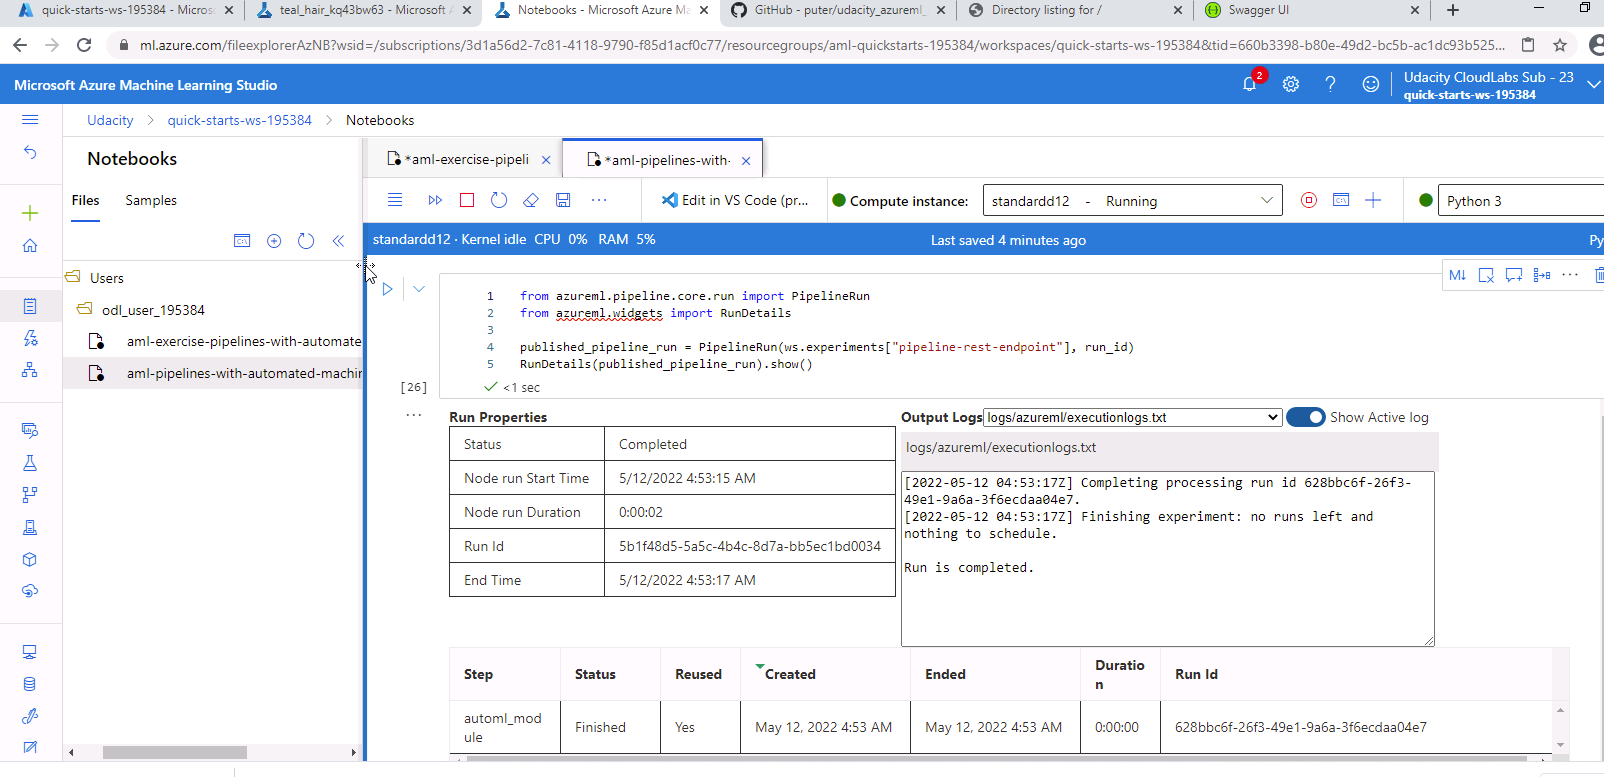 quick-starts-ws-195384 - Micros
teal_hair_kq43bw63 - Microsoft A
Notebooks - Microsoft Azure Ma
GitHub - puter/udacity_azureml_
Directory listing for /
Swagger UI
ml.azure.com/fileexplorerAzNB?wsid=/subscriptions/3d1a56d2-7c81-4118-9790-f85d1acf0c77/resourcegroups/aml-quickstarts-195384/workspaces/quick-starts-ws-195384&tid=660b3398-b80e-49d2-bc5b-ac1dc93b525...
Microsoft Azure Machine Learning Studio
2
Udacity CloudLabs Sub - 23
quick-starts-ws-195384
Udacity > quick-starts-ws-195384 > Notebooks
Notebooks
Files
Samples
Users
odl_user_195384
aml-exercise-pipelines-with-automate
aml-pipelines-with-automated-machin
*aml-exercise-pipeli
*aml-pipelines-with-
Edit in VS Code (pr...
Compute instance:
standardd12 - Running
Python 3
standardd12 · Kernel idle CPU 0% RAM 5%
Last saved 4 minutes ago
Py
M↓
1 from azureml.pipeline.core.run import PipelineRun
2 from azureml.widgets import RunDetails
3
4 published_pipeline_run = PipelineRun(ws.experiments["pipeline-rest-endpoint"], run_id)
5 RunDetails(published_pipeline_run).show()
[26]
<1 sec
Run Properties
Status Completed
Node run Start Time 5/12/2022 4:53:15 AM
Node run Duration 0:00:02
Run Id 5b1f48d5-5a5c-4b4c-8d7a-bb5ec1bd0034
End Time 5/12/2022 4:53:17 AM
Output Logs logs/azureml/executionlogs.txt Show Active log
logs/azureml/executionlogs.txt
[2022-05-12 04:53:17Z] Completing processing run id 628bbc6f-26f3-
49e1-9a6a-3f6ecdaa04e7.
[2022-05-12 04:53:17Z] Finishing experiment: no runs left and
nothing to schedule.
Run is completed.
Step Status Reused Created Ended Duratio
n Run Id
automl_mod
ule Finished Yes May 12, 2022 4:53 AM May 12, 2022 4:53 AM 0:00:00 628bbc6f-26f3-49e1-9a6a-3f6ecdaa04e7